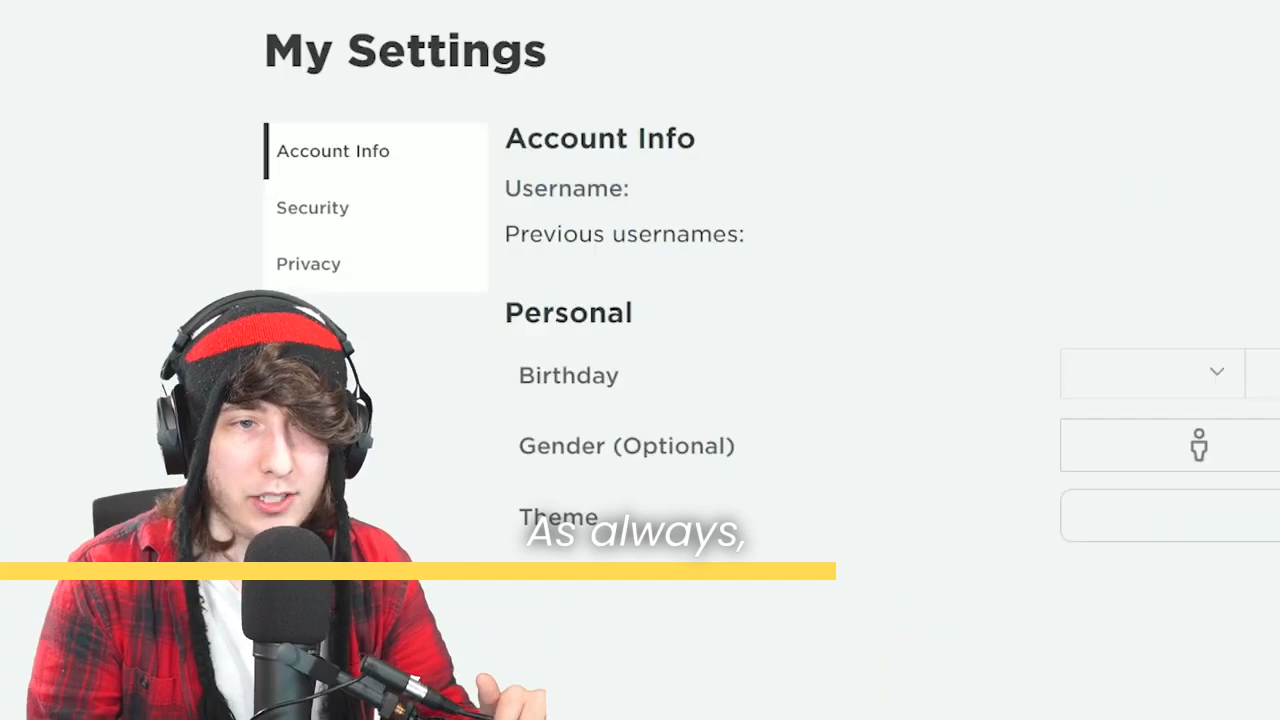 My Settings
Account Info
Security
Privacy
Account Info
Username:
Previous usernames:
Personal
Birthday
Gender (Optional)
Theme
As always,